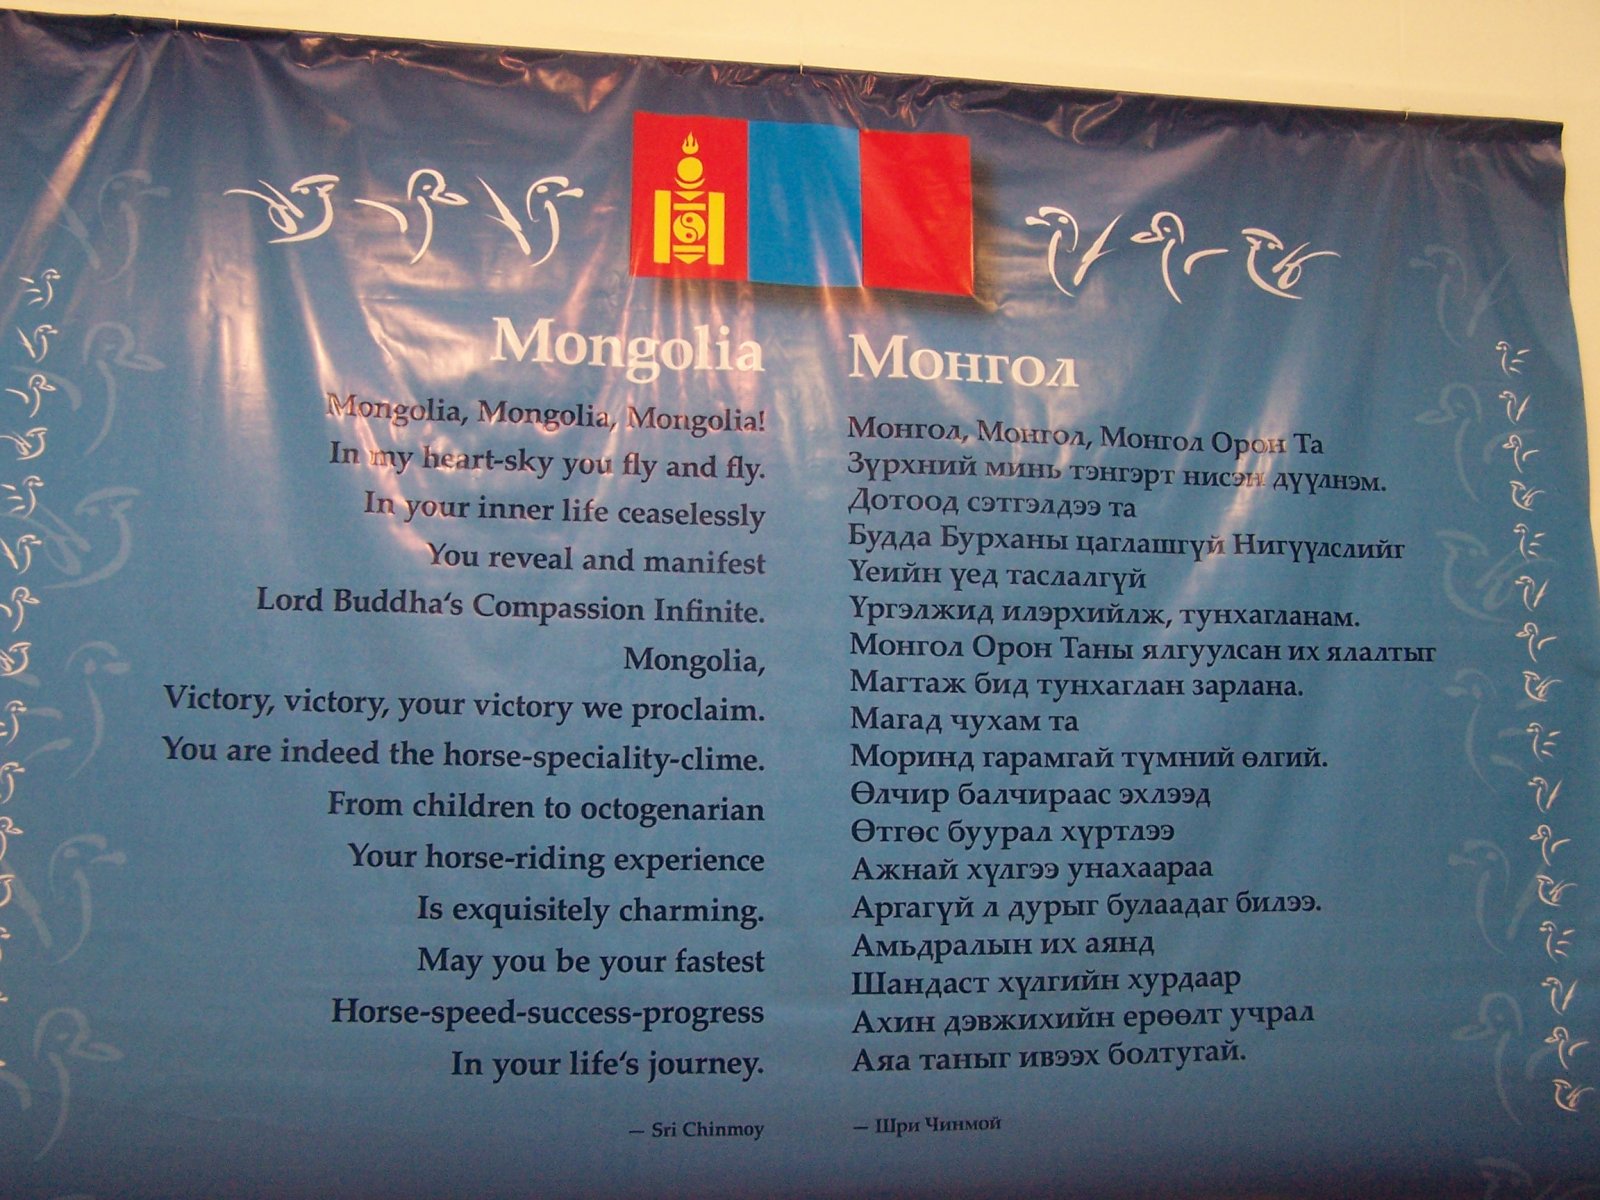 Mongolia
Mongolia, Mongolia, Mongolia!
In my heart-sky you fly and fly.
In your inner life ceaselessly
You reveal and manifest
Lord Buddha‘s Compassion Infinite.
Mongolia,
Victory, victory, your victory we proclaim.
You are indeed the horse-speciality-clime.
From children to octogenarian
Your horse-riding experience
Is exquisitely charming.
May you be your fastest
Horse-speed-success-progress
In your life‘s journey.
— Sri Chinmoy
Монгол
Монгол, Монгол, Монгол Орон Та
Зүрхний минь тэнгэрт нисэн дүүлнэм.
Дотоод сэтгэлдээ та
Будда Бурханы цаглашгүй Нигүүлслийг
Үеийн үед таслалгүй
Үргэлжид илэрхийлж, тунхагланам.
Монгол Орон Таны ялгуулсан их ялалтыг
Магтаж бид тунхаглан зарлана.
Магад чухам та
Моринд гарамгай түмний өлгий.
Өлчир балчираас эхлээд
Өтгөс буурал хүртлээ
Ажнай хүлгээ унахаараа
Аргагүй л дурыг булаадаг билээ.
Амьдралын их аянд
Шандаст хүлгийн хурдаар
Ахин дэвжихийн ерөөлт учрал
Аяа таныг ивээх болтугай.
— Шри Чинмой